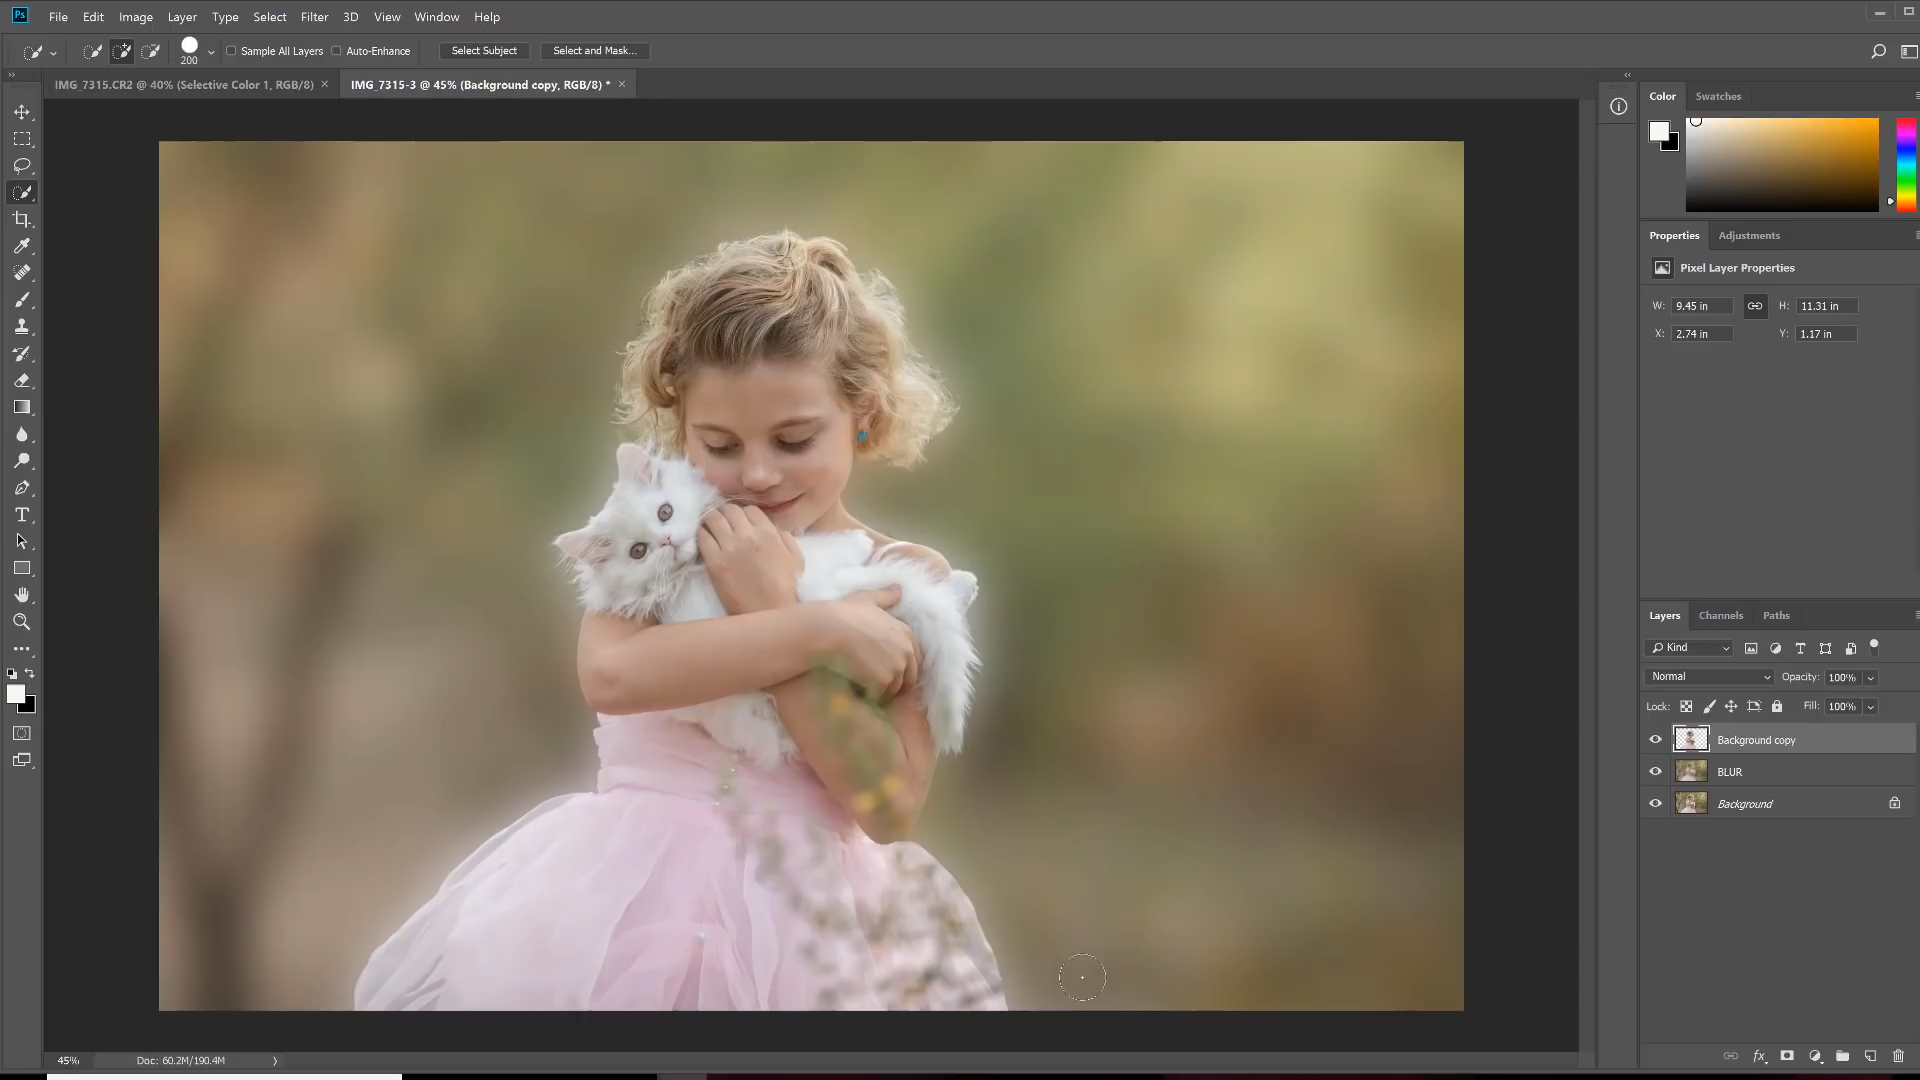 Ps File Edit Image Layer Type Select Filter 3D View Window Help
200 Sample All Layers Auto-Enhance Select Subject Select and Mask...
IMG_7315.CR2 @ 40% (Selective Color 1, RGB/8) × IMG_7315-3 @ 45% (Background copy, RGB/8) * ×
Color Swatches
Properties Adjustments
Pixel Layer Properties
W: 9.45 in H: 11.31 in
X: 2.74 in Y: 1.17 in
Layers Channels Paths
Kind
Normal Opacity: 100%
Lock: Fill: 100%
Background copy
BLUR
Background
45% Doc: 60.2M/190.4M